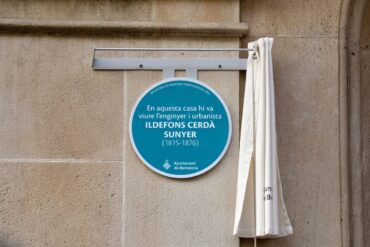 En aquesta casa hi va
viure l'enginyer i urbanista
ILDEFONS CERDÀ
SUNYER
(1815-1876)
Ajuntament
de Barcelona